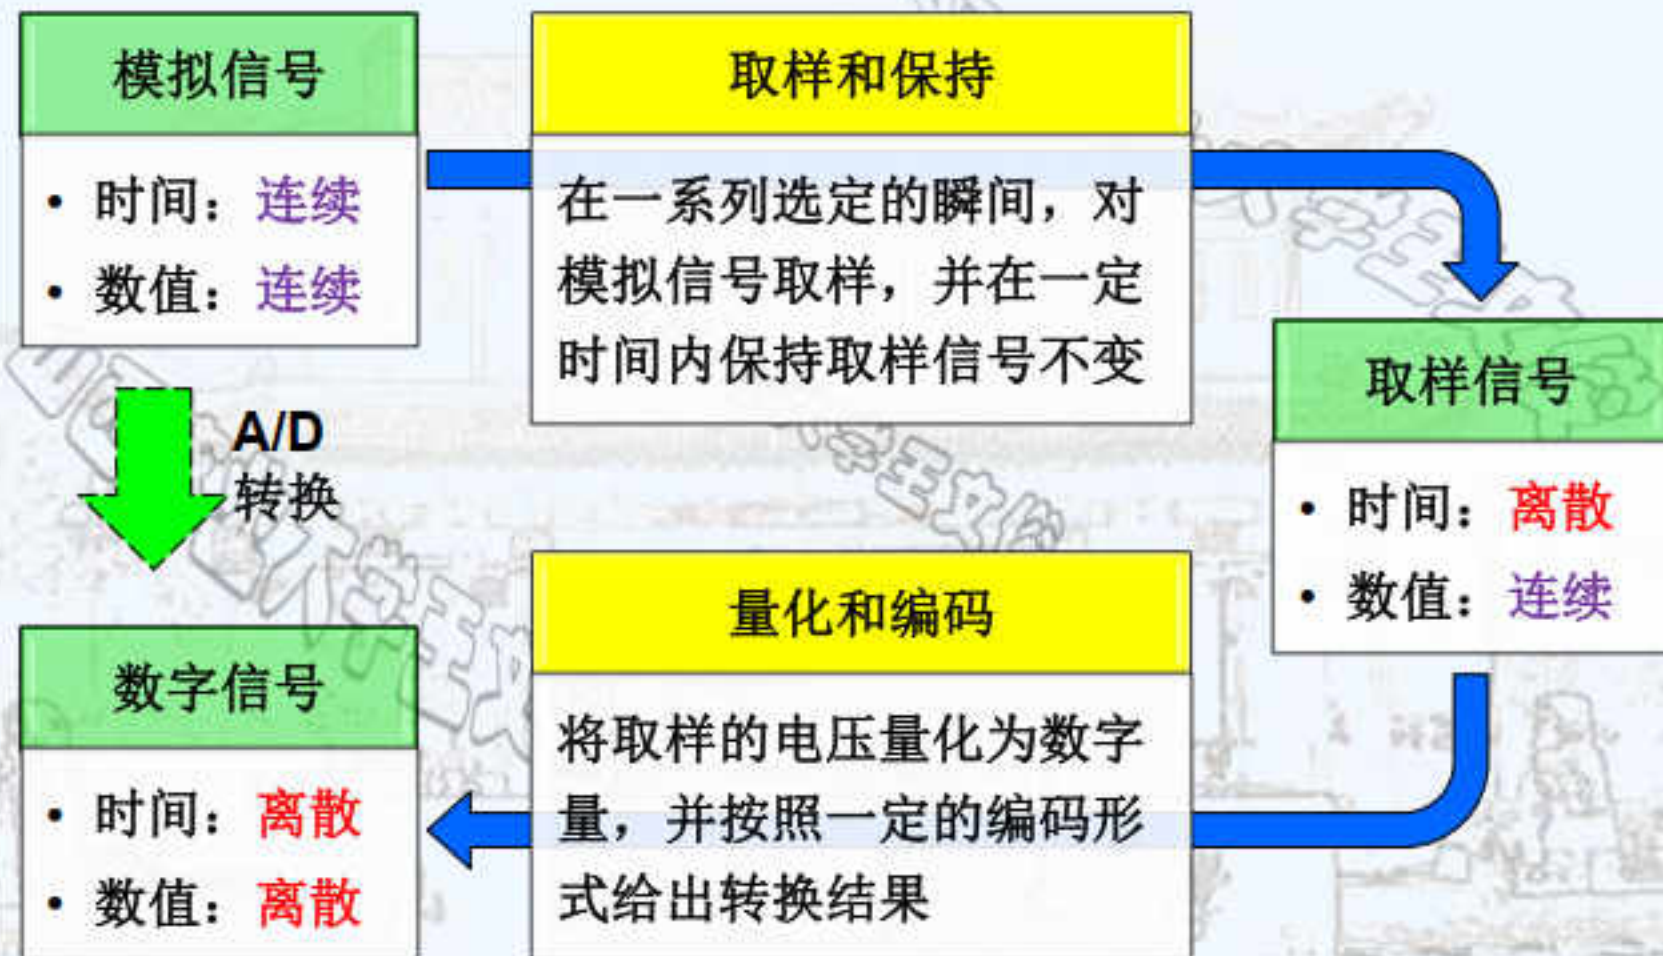 模拟信号
• 时间：连续
• 数值：连续
取样和保持
在一系列选定的瞬间，对
模拟信号取样，并在一定
时间内保持取样信号不变
取样信号
• 时间：离散
• 数值：连续
A/D
转换
量化和编码
将取样的电压量化为数字
量，并按照一定的编码形
式给出转换结果
数字信号
• 时间：离散
• 数值：离散